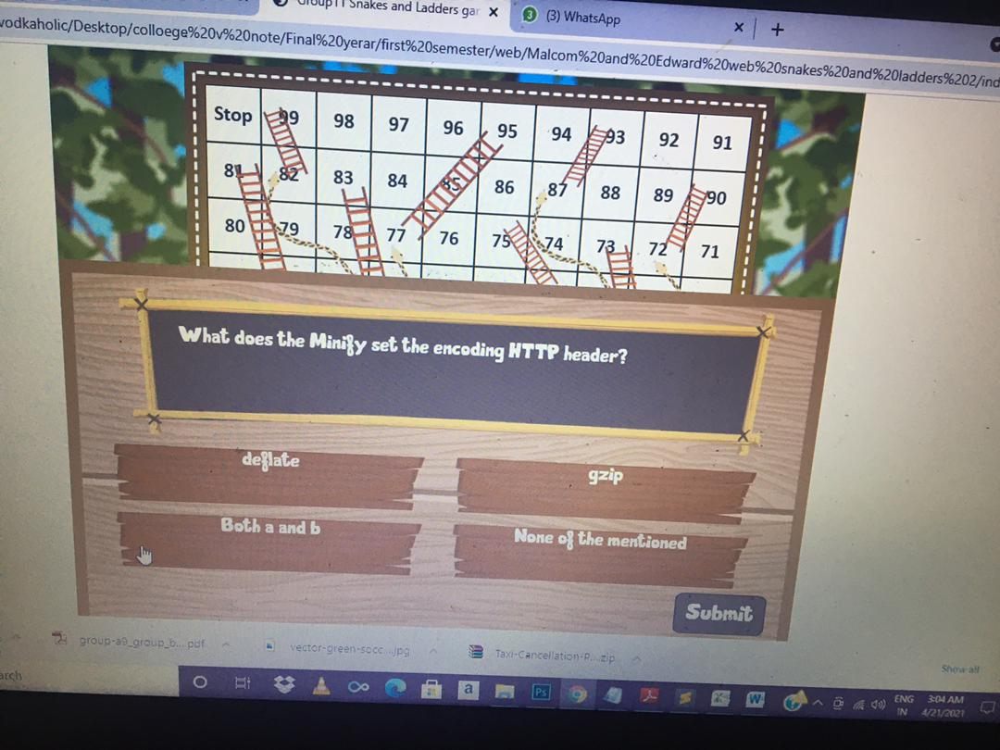 Group11 Snakes and Ladders gar
(3) WhatsApp
vodkaholic/Desktop/colloege%20v%20note/Final%20yerar/first%20semester/web/Malcom%20and%20Edward%20web%20snakes%20and%20ladders%202/ind
Stop 99 98 97 96 95 94 93 92 91
81 82 83 84 85 86 87 88 89 90
80 79 78 77 76 75 74 73 72 71
What does the Minify set the encoding HTTP header?
deflate
gzip
Both a and b
None of the mentioned
Submit
group-a9_group_b....pdf
vector-green-socc...jpg
Taxi-Cancellation-P....zip
Show all
arch
ENG
IN
3:04 AM
4/21/2021